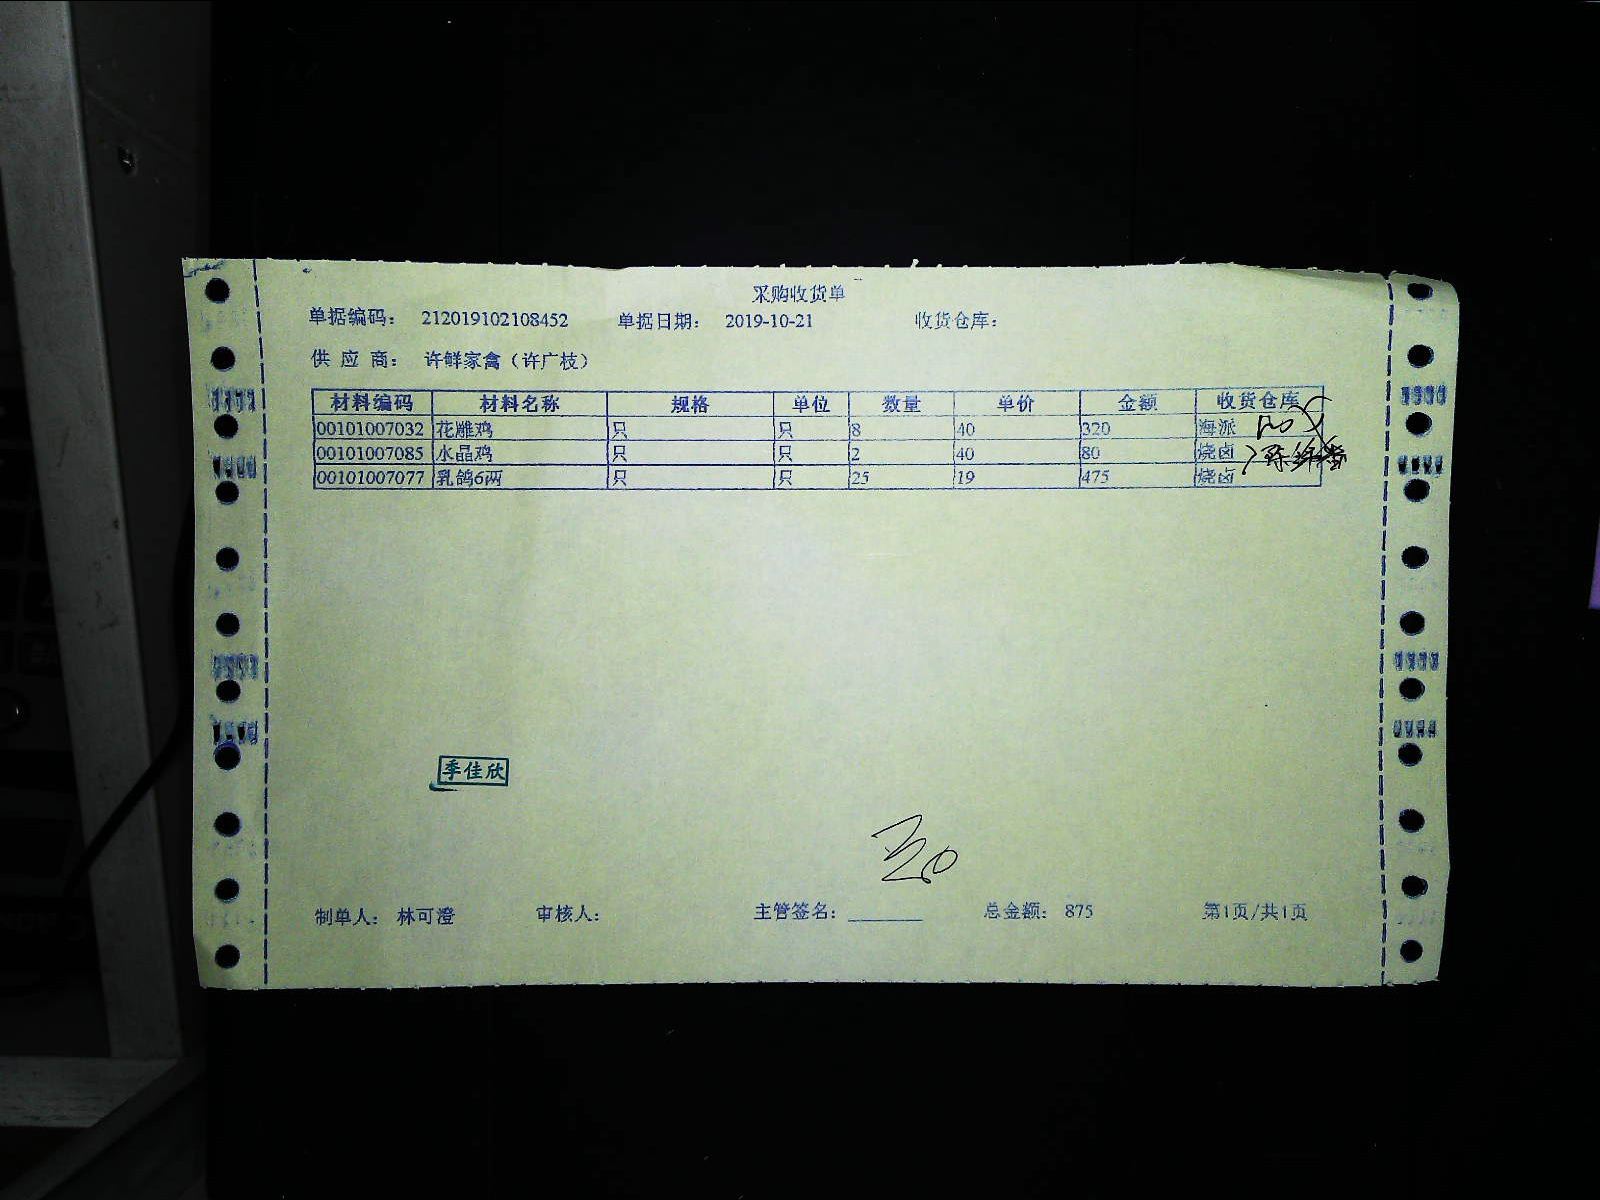 采购收货单
单据编码： 212019102108452 单据日期： 2019-10-21 收货仓库：
供 应 商： 许鲜家禽（许广枝）
材料编码 材料名称 规格 单位 数量 单价 金额 收货仓库
00101007032 花雕鸡 只 只 8 40 320 海派
00101007085 水晶鸡 只 只 2 40 80 烧卤
00101007077 乳鸽6两 只 只 25 19 475 烧卤
季佳欣
制单人： 林可澄 审核人： 主管签名： 总金额： 875 第1页/共1页